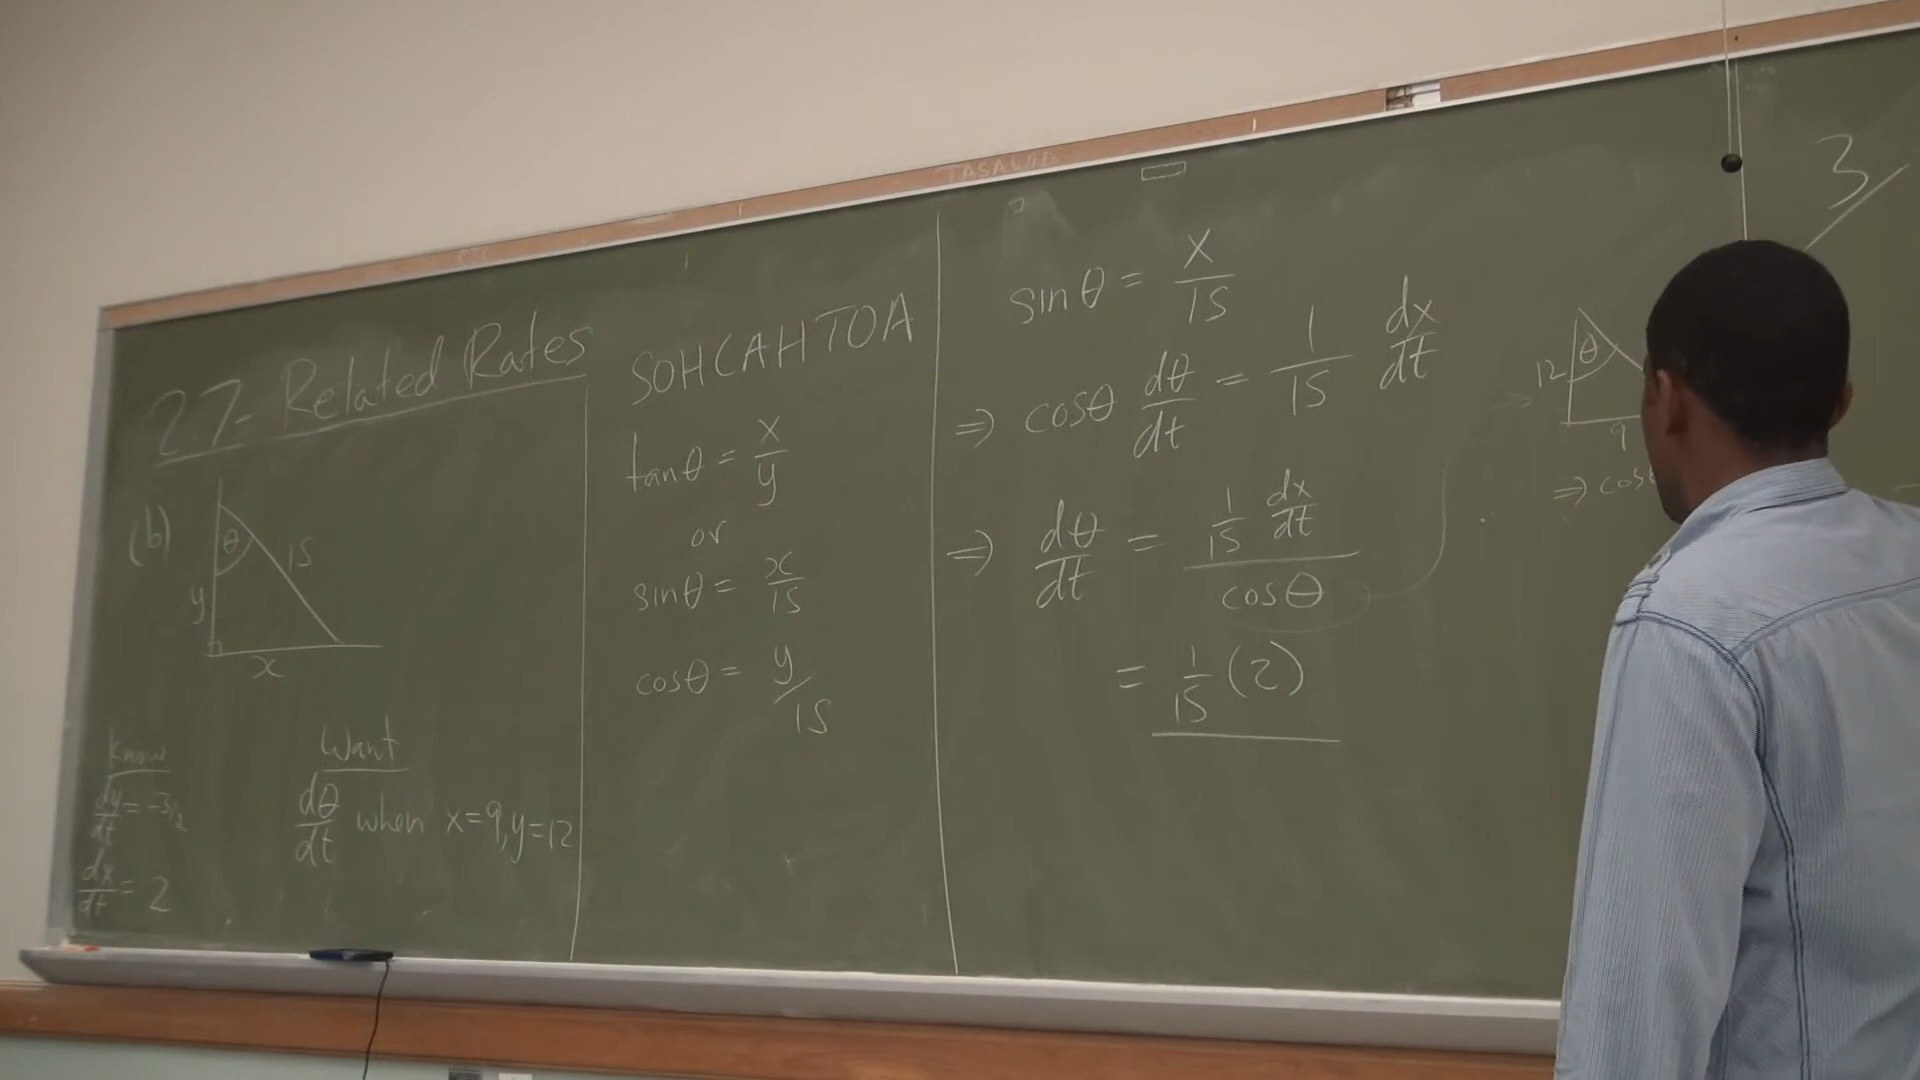 2.7- Related Rates
(b)
θ
15
y
x
Know
dy/dt = -3/2
dx/dt = 2
Want
dθ/dt when x=9, y=12
SOHCAHTOA
tanθ = x/y
or
sinθ = x/15
cosθ = y/15
sinθ = x/15
⇒ cosθ dθ/dt = 1/15 dx/dt
⇒ dθ/dt = (1/15 dx/dt)/cosθ
= 1/15 (2)
θ
12
9
⇒ cosθ
3/